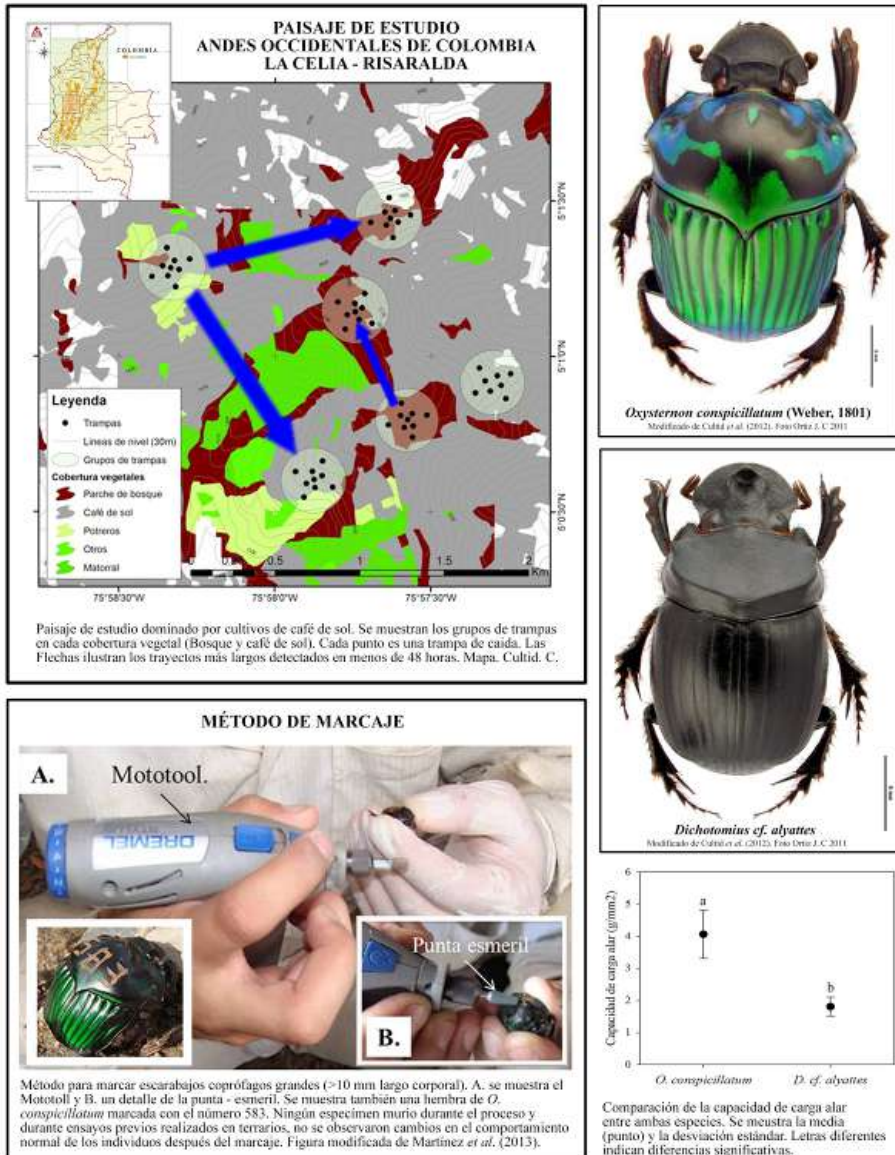 PAISAJE DE ESTUDIO
ANDES OCCIDENTALES DE COLOMBIA
LA CELIA - RISARALDA
COLOMBIA
5°1'30"N
5°1'0"N
5°0'30"N
Leyenda
Trampas
Lineas de nivel (30m)
Grupos de trampas
Cobertura vegetales
Parche de bosque
Café de sol
Potreros
Otros
Matorral
0 0.5 1 1.5 2
Km
75°58'30"W 75°58'0"W 75°57'30"W
Paisaje de estudio dominado por cultivos de café de sol. Se muestran los grupos de trampas
en cada cobertura vegetal (Bosque y café de sol). Cada punto es una trampa de caida. Las
Flechas ilustran los trayectos más largos detectados en menos de 48 horas. Mapa. Cultid. C.
Oxysternon conspicillatum (Weber, 1801)
Modificado de Cultid et al. (2012). Foto Ortiz J. C 2011
Dichotomius cf. alyattes
Modificado de Cultid et al. (2012). Foto Ortiz J. C 2011
MÉTODO DE MARCAJE
A.
Mototool.
DREMEL
Punta esmeril
B.
Método para marcar escarabajos coprófagos grandes (>10 mm largo corporal). A. se muestra el
Mototoll y B. un detalle de la punta - esmeril. Se muestra también una hembra de O.
conspicillatum marcada con el número 583. Ningún espécimen murio durante el proceso y
durante ensayos previos realizados en terrarios, no se observaron cambios en el comportamiento
normal de los individuos después del marcaje. Figura modificada de Martínez et al. (2013).
Capacidad de carga alar (g/mm2)
6
5
4
3
2
1
0
a
b
O. conspicillatum D. cf. alyattes
Comparación de la capacidad de carga alar
entre ambas especies. Se meustra la media
(punto) y la desviación estándar. Letras diferentes
indican diferencias significativas.